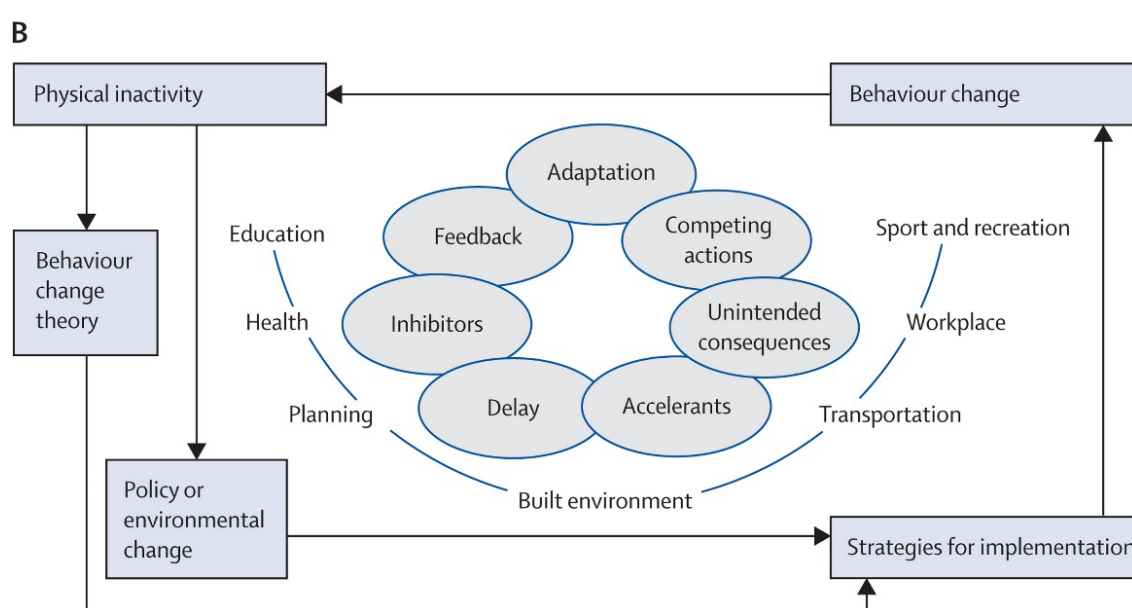 B
Physical inactivity
Behaviour change
Adaptation
Feedback
Competing
actions
Education
Sport and recreation
Behaviour
change
theory
Health
Inhibitors
Unintended
consequences
Workplace
Planning
Delay
Accelerants
Transportation
Policy or
environmental
change
Built environment
Strategies for implementation